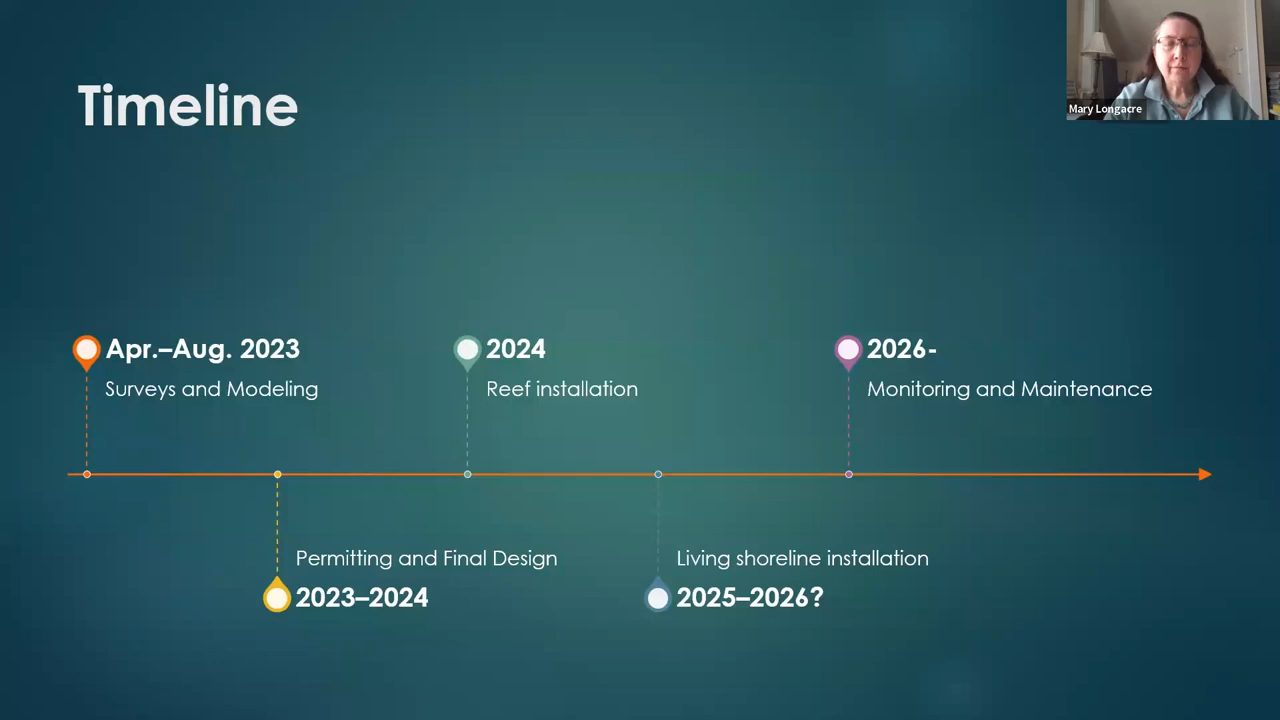 Timeline
Mary Longacre
Apr.–Aug. 2023
Surveys and Modeling
2024
Reef installation
2026-
Monitoring and Maintenance
Permitting and Final Design
2023–2024
Living shoreline installation
2025–2026?